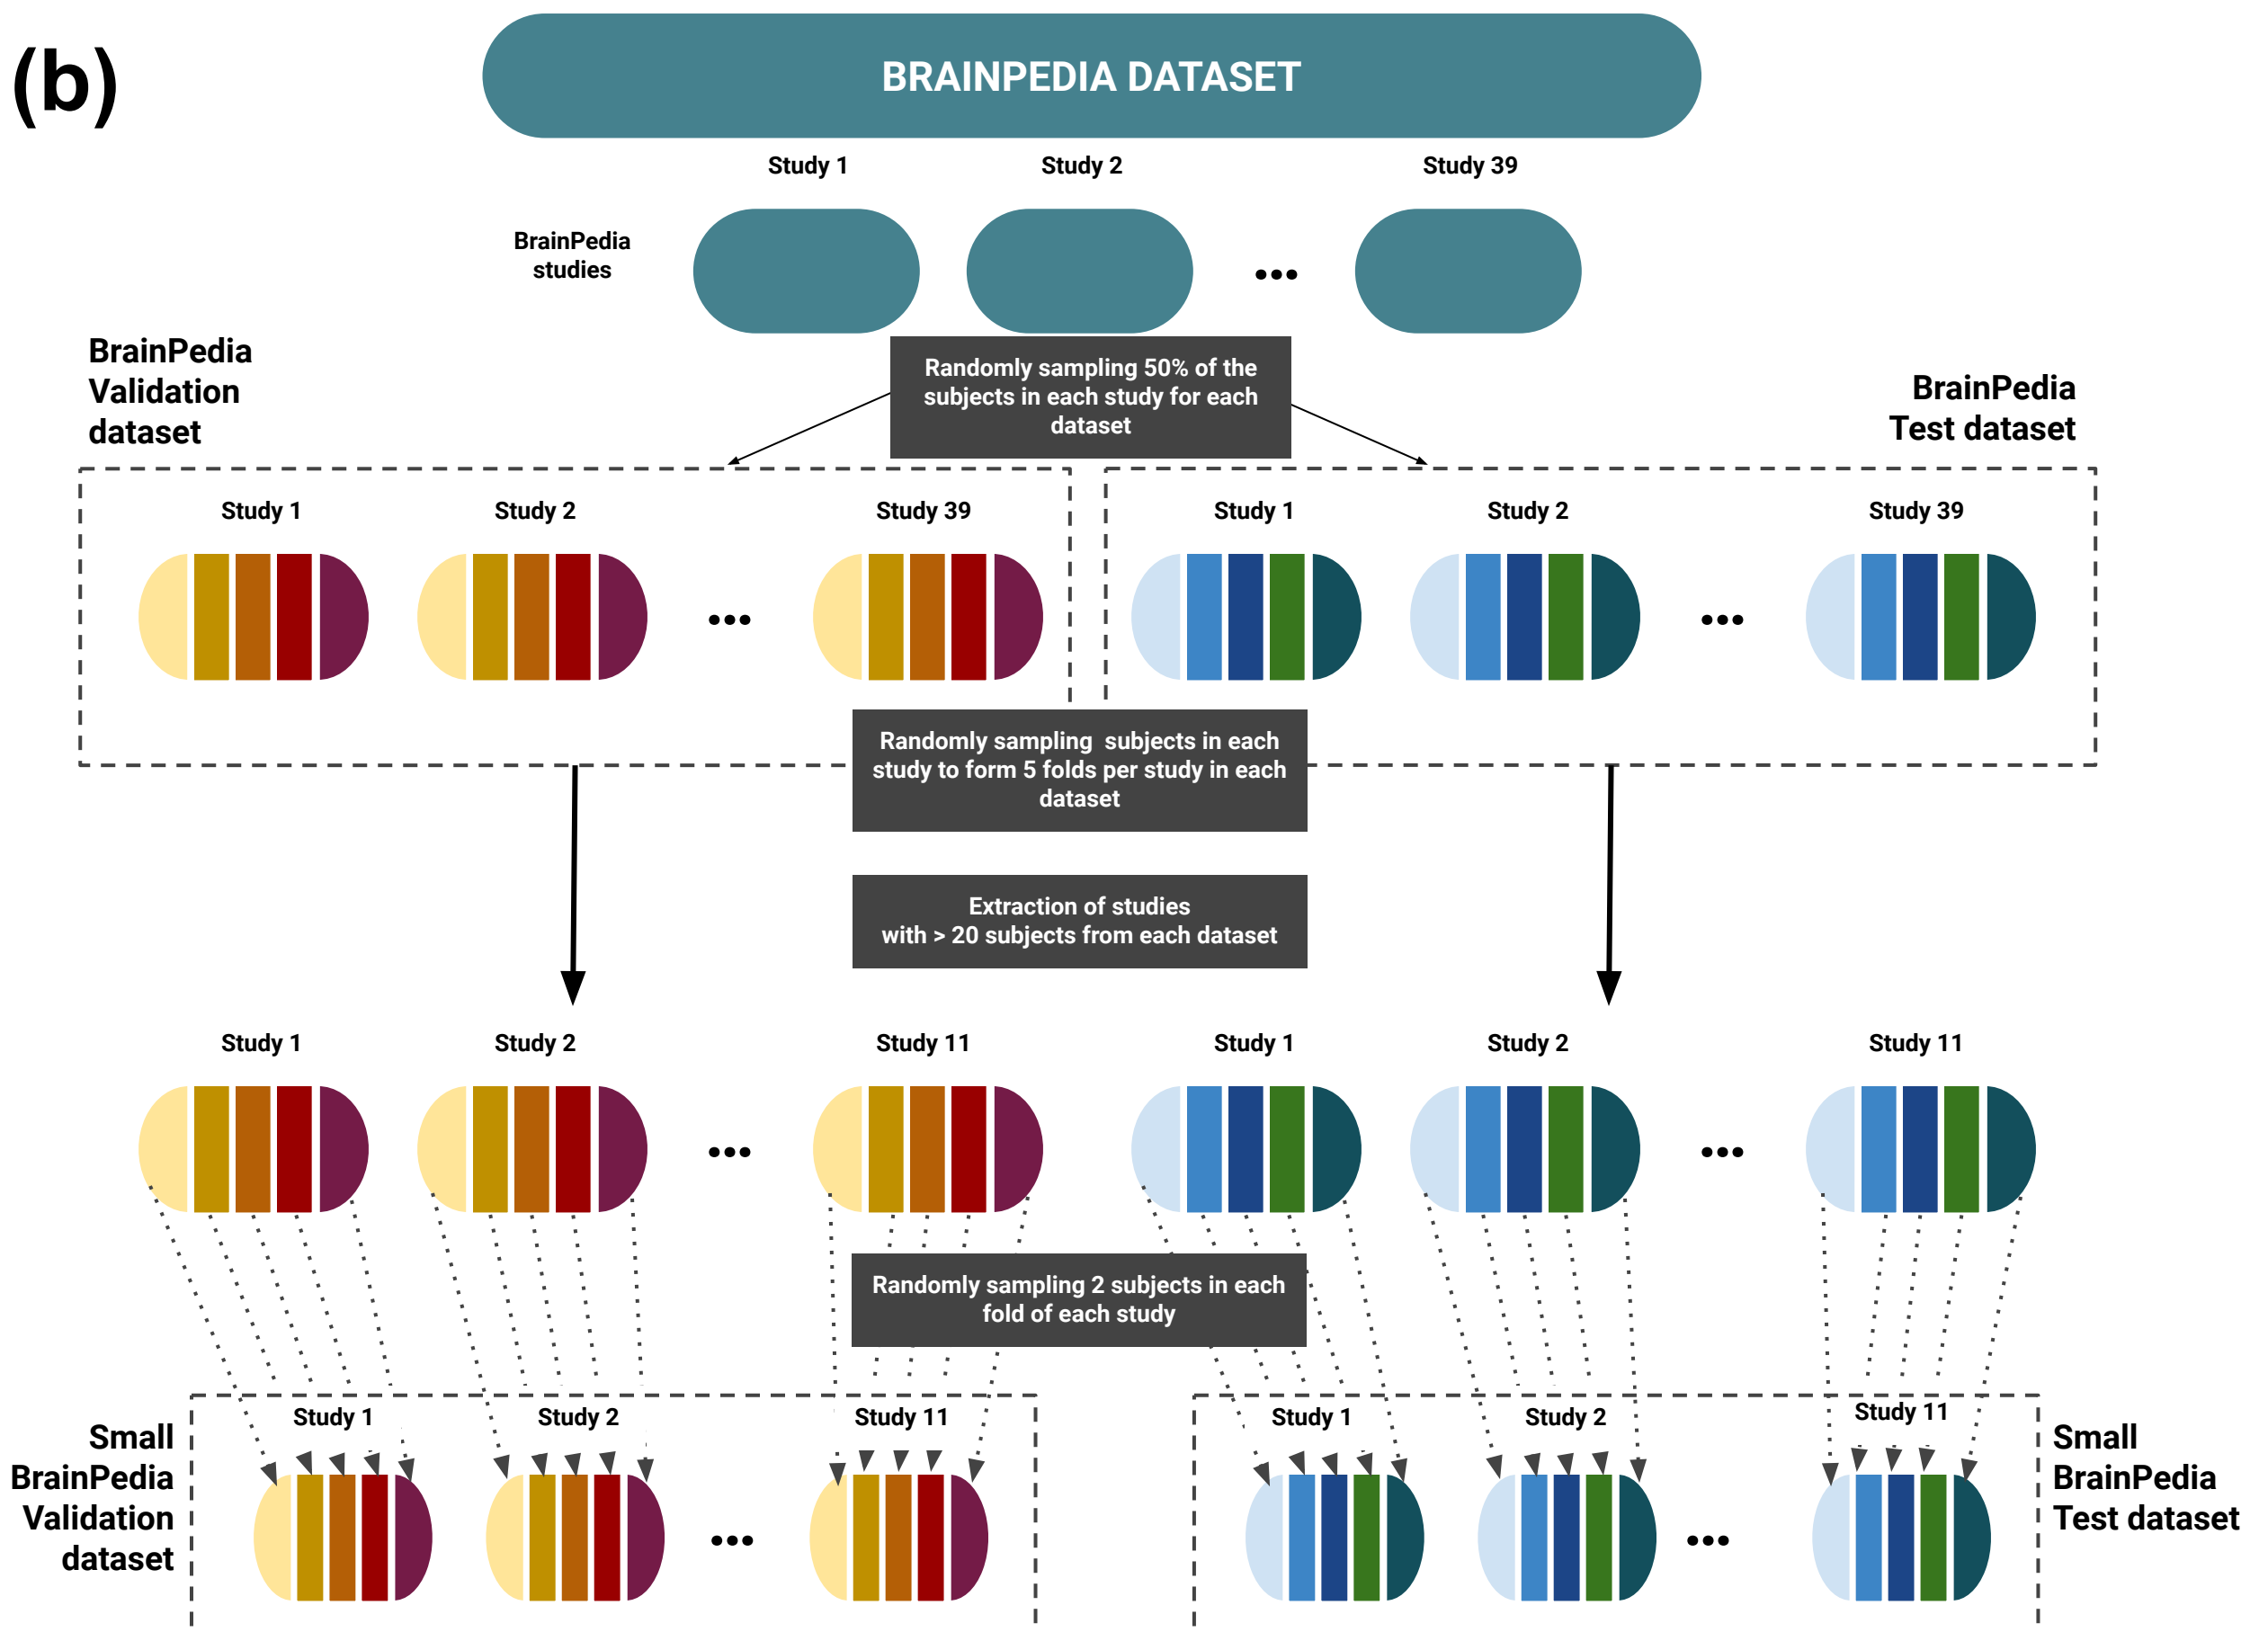 (b)
BRAINPEDIA DATASET
Study 1
Study 2
Study 39
BrainPedia
studies
Randomly sampling 50% of the
subjects in each study for each
dataset
BrainPedia
Validation
dataset
BrainPedia
Test dataset
Study 1
Study 2
Study 39
Study 1
Study 2
Study 39
Randomly sampling  subjects in each
study to form 5 folds per study in each
dataset
Extraction of studies
with > 20 subjects from each dataset
Study 1
Study 2
Study 11
Study 1
Study 2
Study 11
Randomly sampling 2 subjects in each
fold of each study
Small
BrainPedia
Validation
dataset
Study 1
Study 2
Study 11
Study 1
Study 2
Study 11
Small
BrainPedia
Test dataset